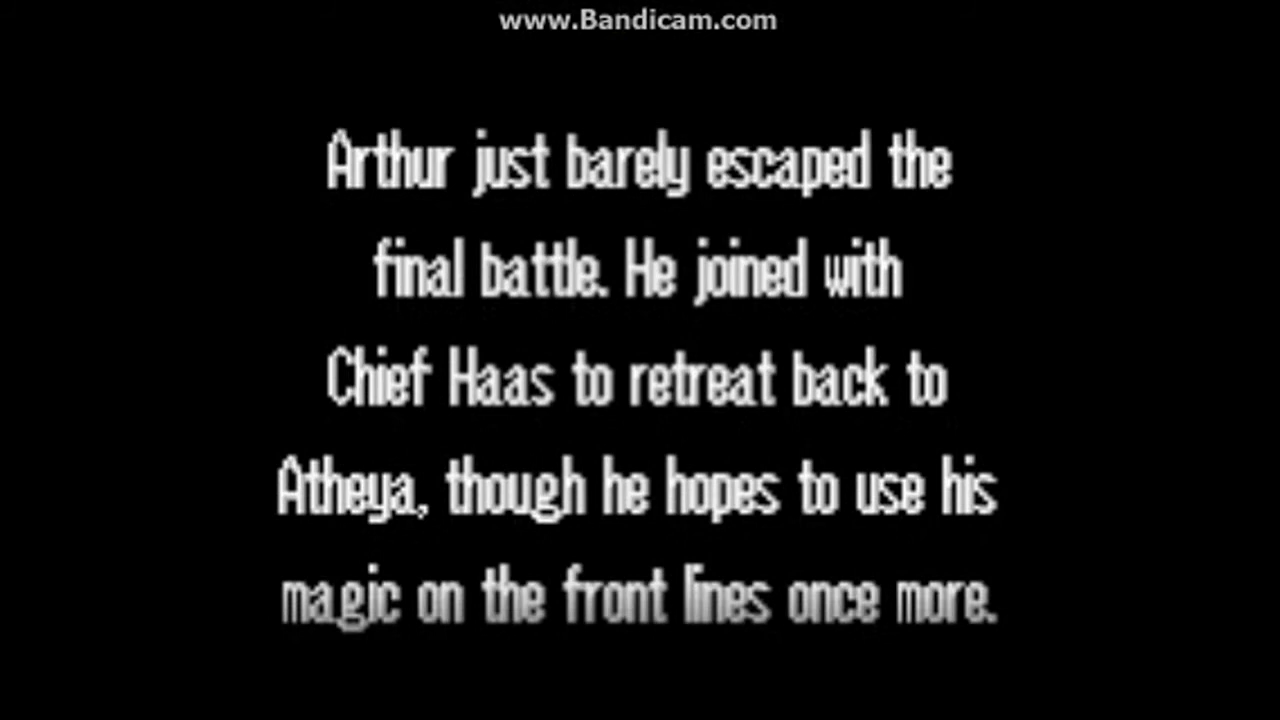 www.Bandicam.com
Arthur just barely escaped the
final battle. He joined with
Chief Haas to retreat back to
Atheya, though he hopes to use his
magic on the front lines once more.